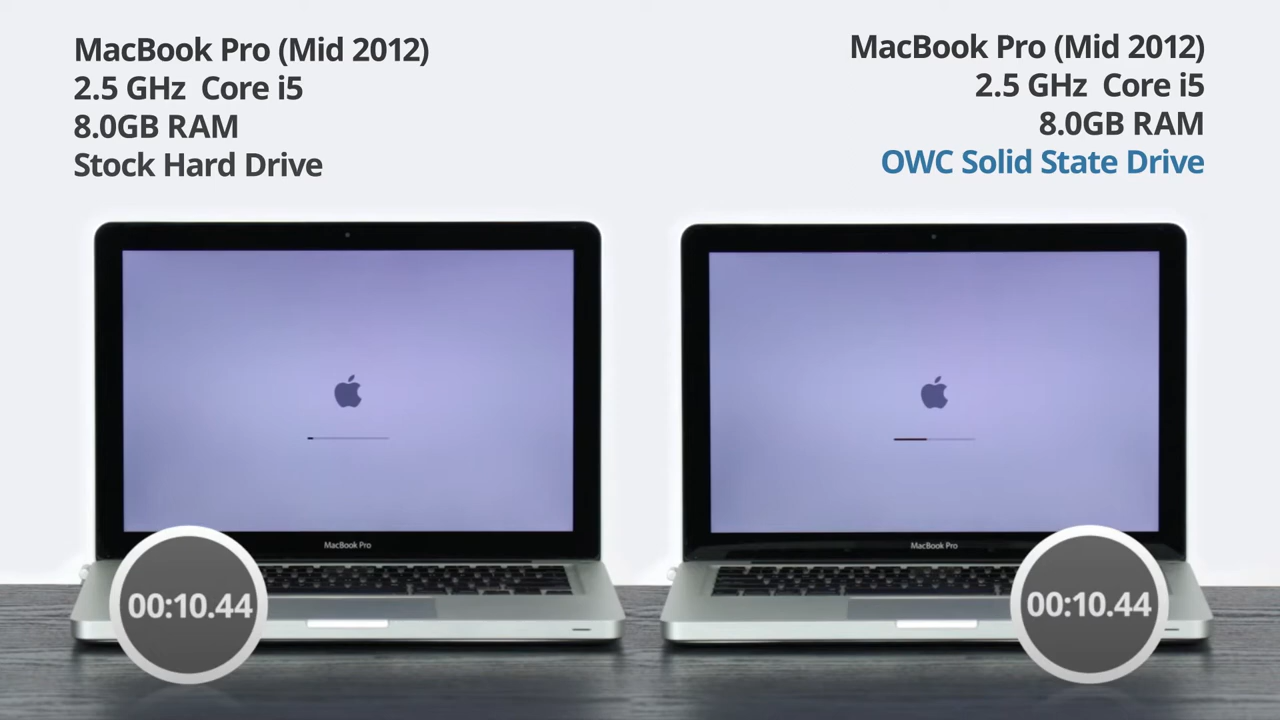 MacBook Pro (Mid 2012)
2.5 GHz  Core i5
8.0GB RAM
Stock Hard Drive
MacBook Pro (Mid 2012)
2.5 GHz  Core i5
8.0GB RAM
OWC Solid State Drive
MacBook Pro
MacBook Pro
00:10.44
00:10.44